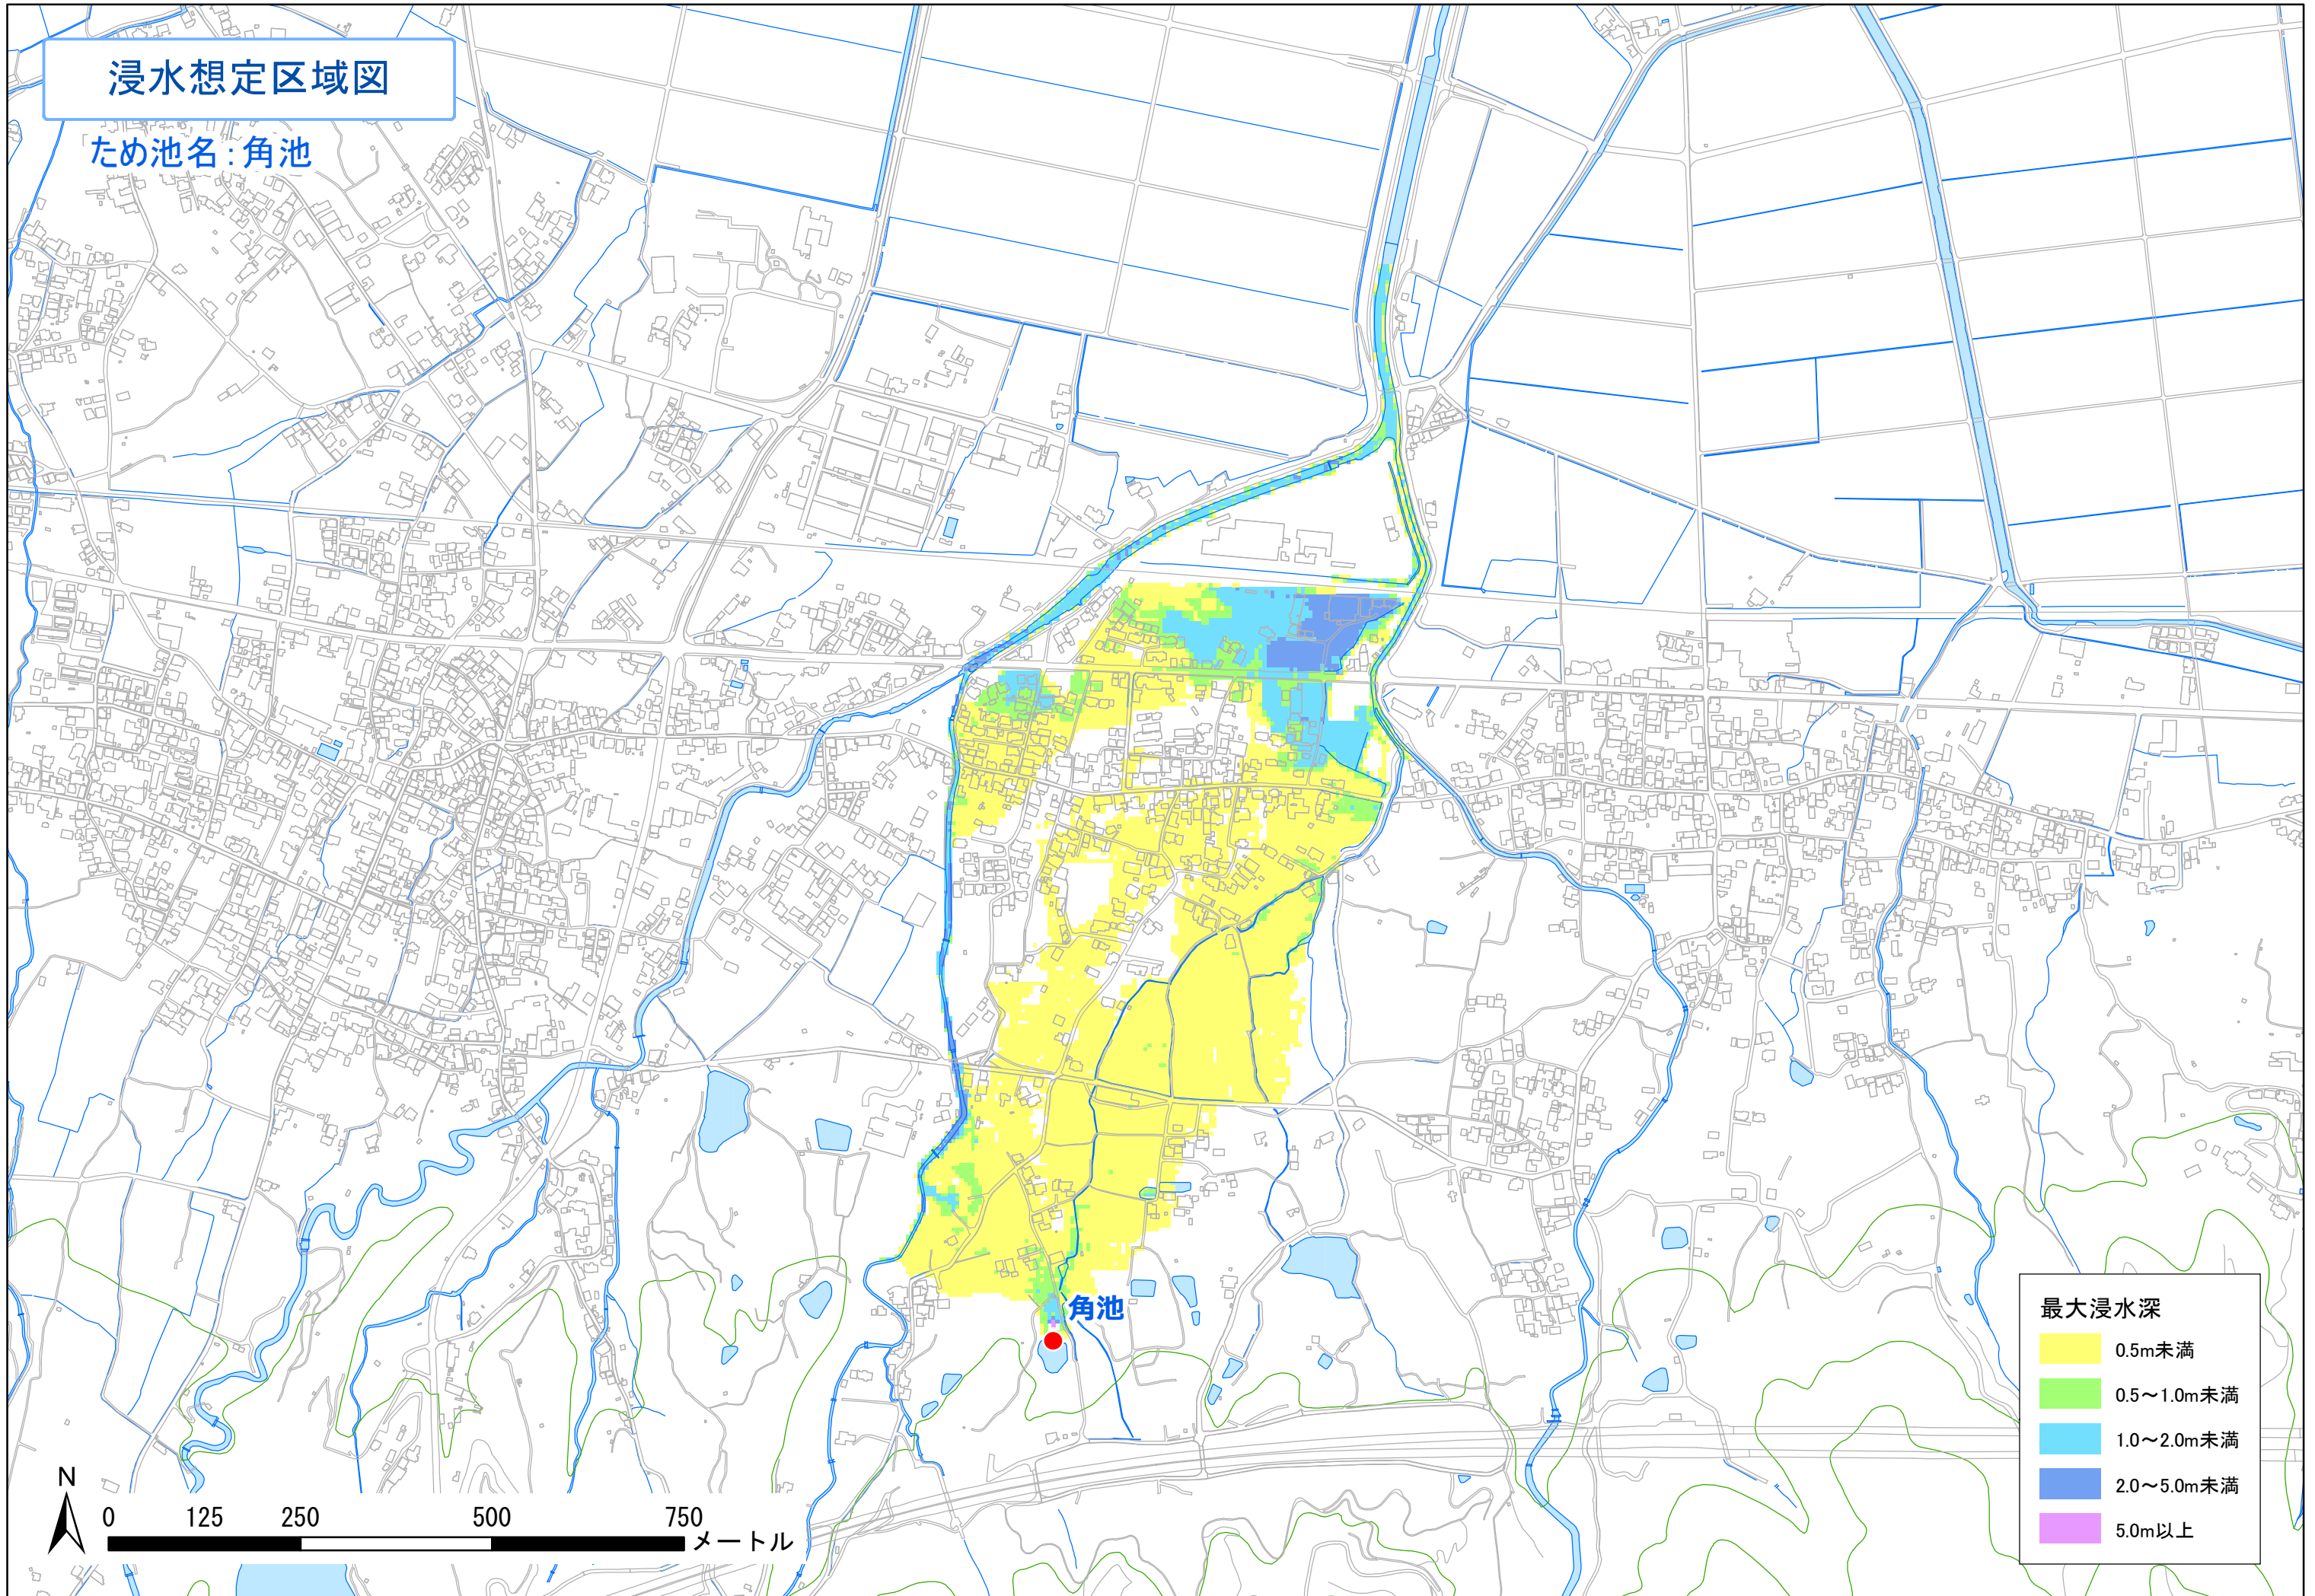 浸水想定区域図
ため池名:角池
角池
最大浸水深
0.5m未満
0.5～1.0m未満
1.0～2.0m未満
2.0～5.0m未満
5.0m以上
N
0 125 250 500 750
メートル